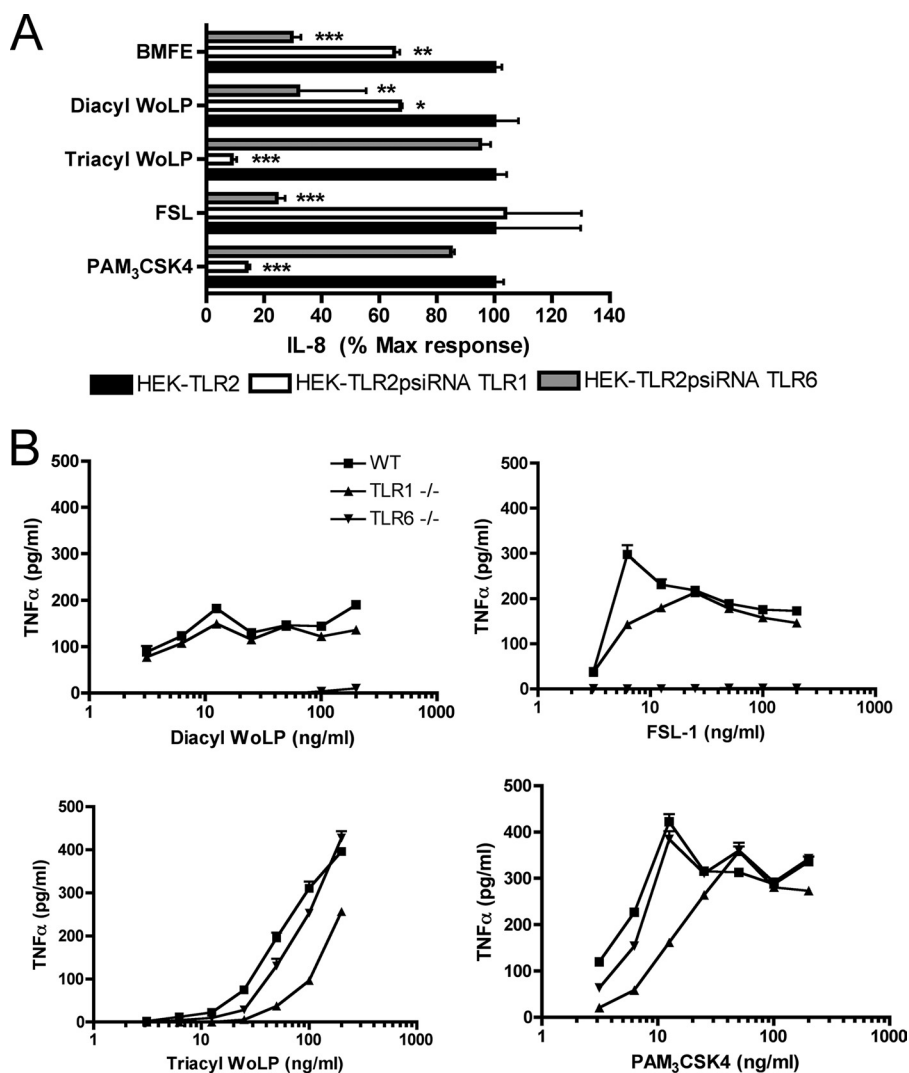 A
BMFE
Diacyl WoLP
Triacyl WoLP
FSL
PAM₃CSK4
***
**
**
*
***
***
***
0 20 40 60 80 100 120 140
IL-8 (% Max response)
HEK-TLR2 HEK-TLR2psiRNA TLR1 HEK-TLR2psiRNA TLR6
B
WT
TLR1 -/-
TLR6 -/-
500
400
300
200
100
0
TNFα (pg/ml)
1 10 100 1000
Diacyl WoLP (ng/ml)
500
400
300
200
100
0
TNFα (pg/ml)
1 10 100 1000
FSL-1 (ng/ml)
500
400
300
200
100
0
TNFα (pg/ml)
1 10 100 1000
Triacyl WoLP (ng/ml)
500
400
300
200
100
0
TNFα (pg/ml)
1 10 100 1000
PAM₃CSK4 (ng/ml)